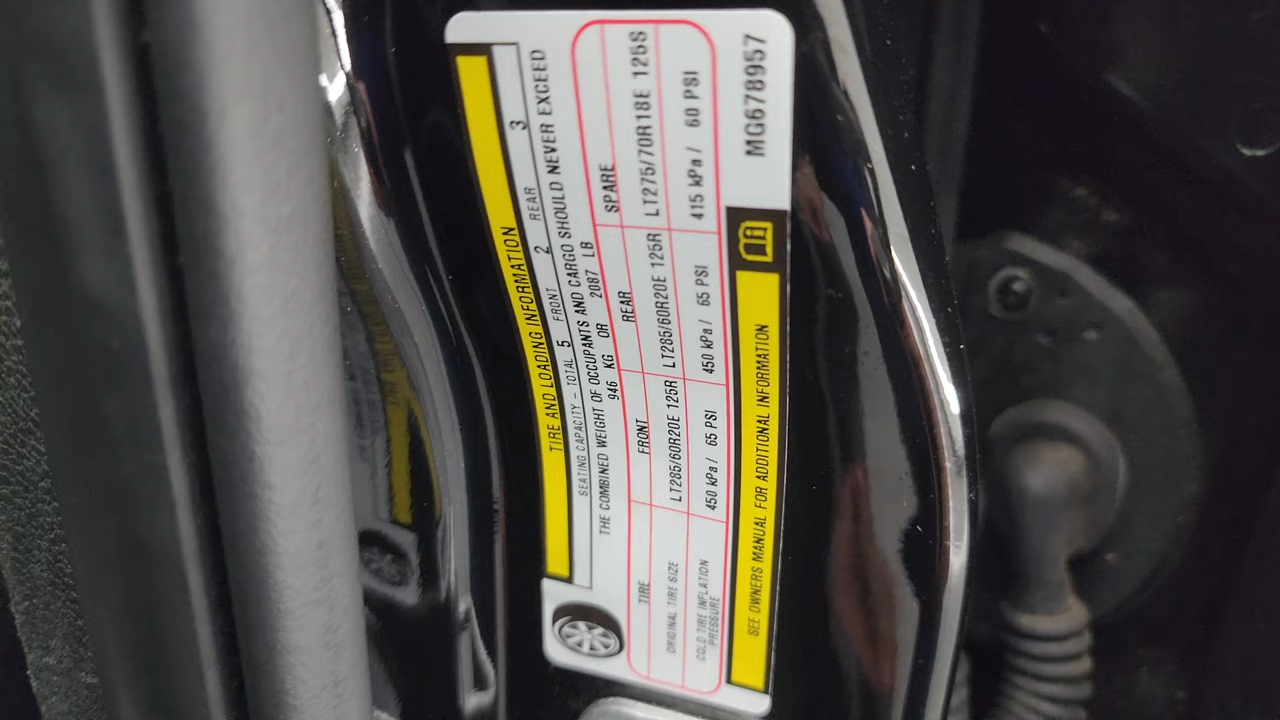 TIRE AND LOADING INFORMATION
SEATING CAPACITY - TOTAL 5 FRONT 2 REAR 3
THE COMBINED WEIGHT OF OCCUPANTS AND CARGO SHOULD NEVER EXCEED
946 KG OR 2087 LB
TIRE FRONT REAR SPARE
ORIGINAL TIRE SIZE LT285/60R20E 125R LT285/60R20E 125R LT275/70R18E 125S
COLD TIRE INFLATION PRESSURE 450 kPa / 65 PSI 450 kPa / 65 PSI 415 kPa / 60 PSI
SEE OWNERS MANUAL FOR ADDITIONAL INFORMATION
MG678957